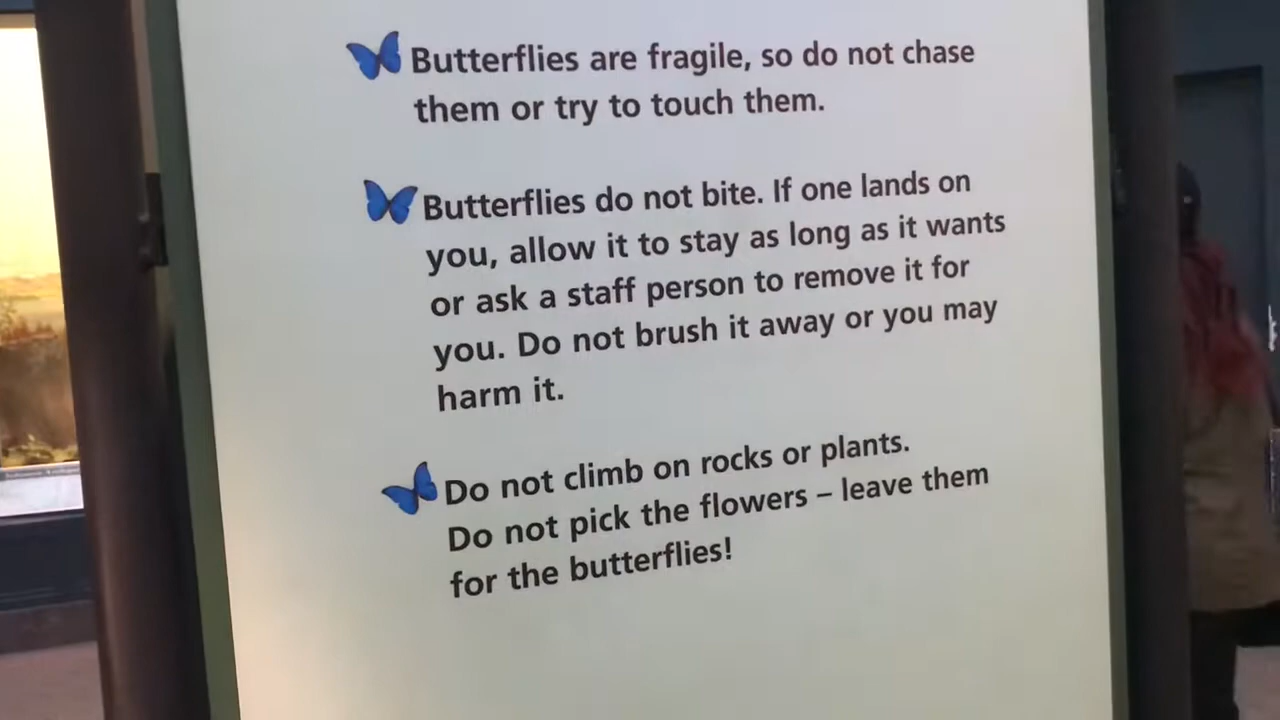 Butterflies are fragile, so do not chase
them or try to touch them.
Butterflies do not bite. If one lands on
you, allow it to stay as long as it wants
or ask a staff person to remove it for
you. Do not brush it away or you may
harm it.
Do not climb on rocks or plants.
Do not pick the flowers – leave them
for the butterflies!